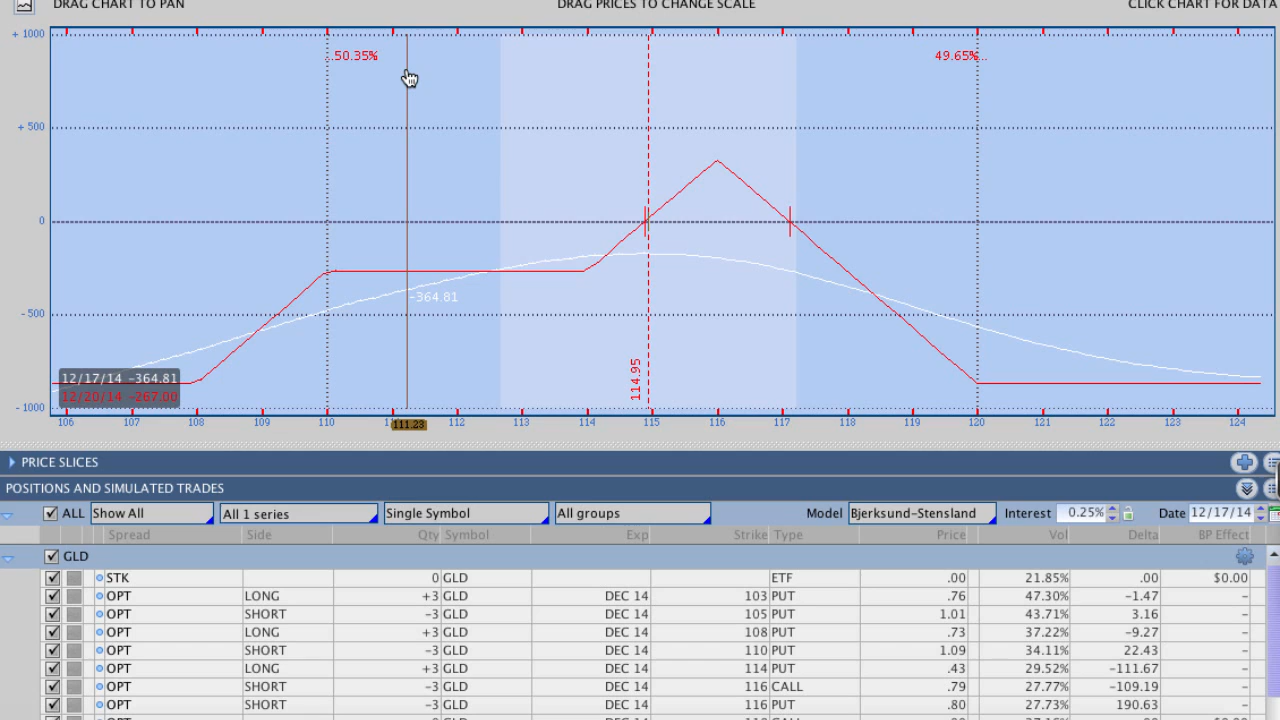 DRAG CHART TO PAN DRAG PRICES TO CHANGE SCALE CLICK CHART FOR DATA
+ 1000
..50.35% 49.65%..
+ 500
0
-364.81
- 500
114.95
12/17/14 -364.81
12/20/14 -267.00
- 1000
106 107 108 109 110 111.23 112 113 114 115 116 117 118 119 120 121 122 123 124
PRICE SLICES
POSITIONS AND SIMULATED TRADES
ALL Show All All 1 series Single Symbol All groups Model Bjerksund-Stensland Interest 0.25% Date 12/17/14
Spread Side Qty Symbol Exp Strike Type Price Vol Delta BP Effect
GLD
STK 0 GLD ETF .00 21.85% .00 $0.00
OPT LONG +3 GLD DEC 14 103 PUT .76 47.30% -1.47 -
OPT SHORT -3 GLD DEC 14 105 PUT 1.01 43.71% 3.16 -
OPT LONG +3 GLD DEC 14 108 PUT .73 37.22% -9.27 -
OPT SHORT -3 GLD DEC 14 110 PUT 1.09 34.11% 22.43 -
OPT LONG +3 GLD DEC 14 114 PUT .43 29.52% -111.67 -
OPT SHORT -3 GLD DEC 14 116 CALL .79 27.77% -109.19 -
OPT SHORT -3 GLD DEC 14 116 PUT .80 27.73% 190.63 -